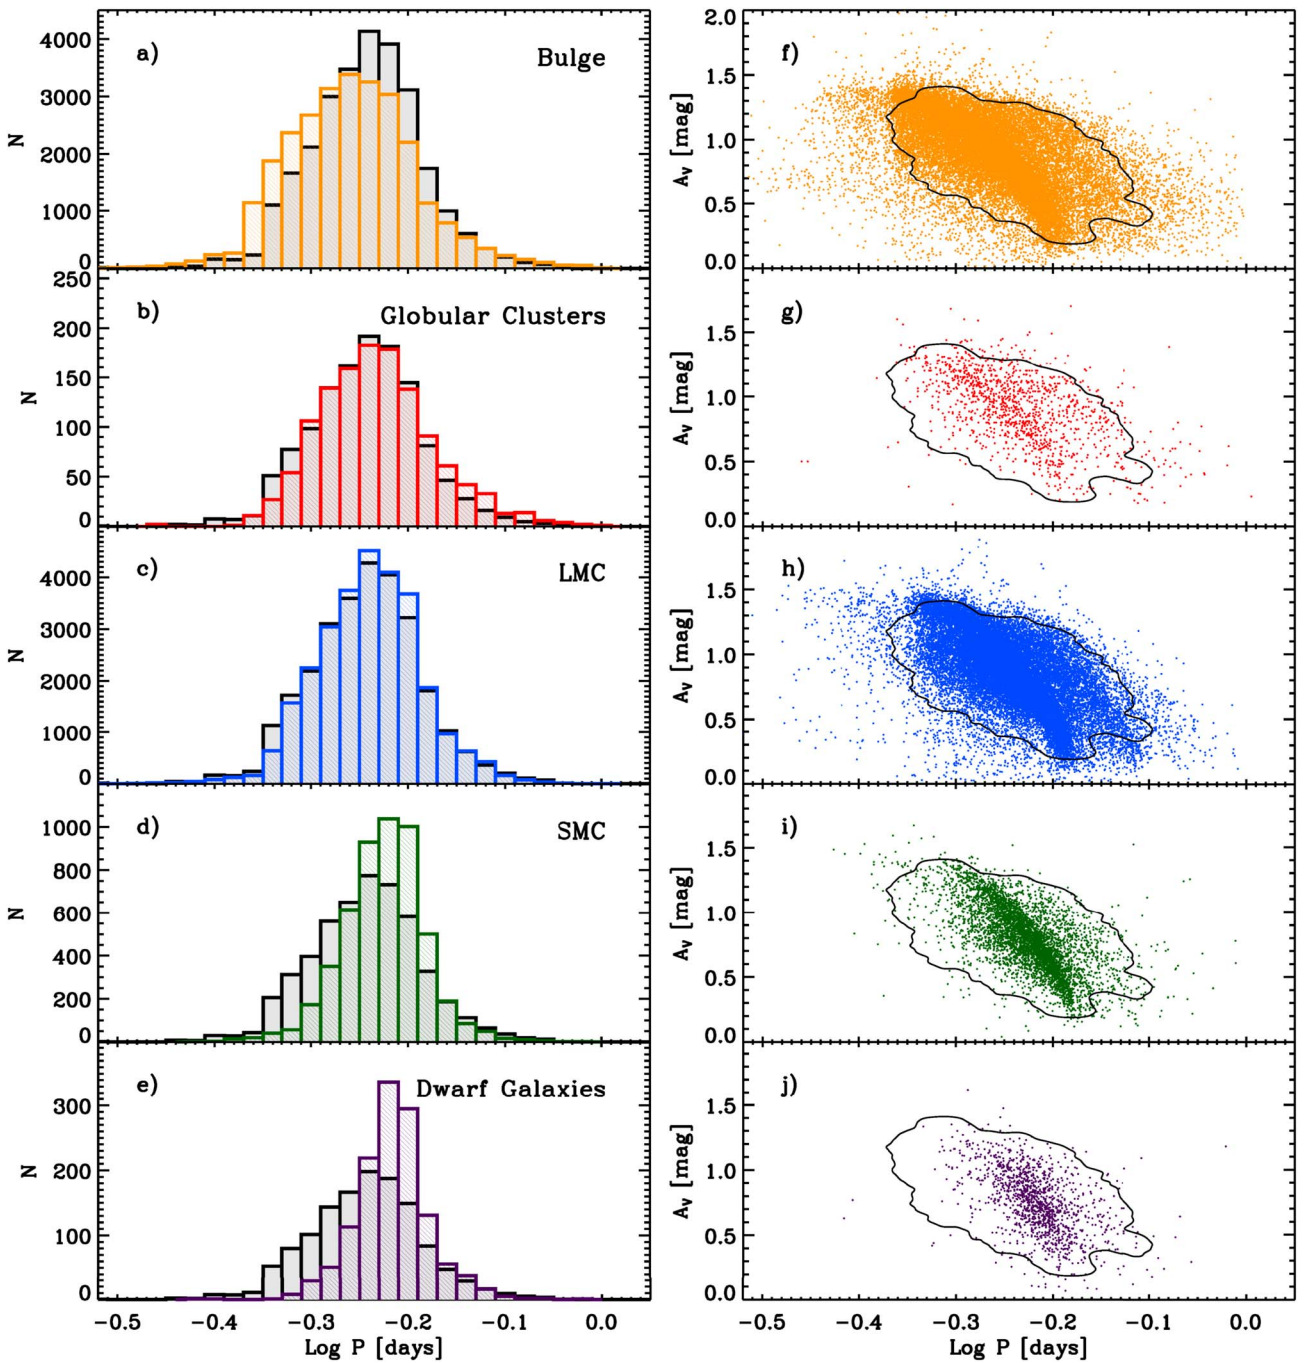 a) Bulge
4000
3000
2000
1000
0
N
f)
2.0
1.5
1.0
0.5
0.0
A_V [mag]
b) Globular Clusters
250
200
150
100
50
0
N
g)
1.5
1.0
0.5
0.0
A_V [mag]
c) LMC
4000
3000
2000
1000
0
N
h)
1.5
1.0
0.5
0.0
A_V [mag]
d) SMC
1000
800
600
400
200
0
N
i)
1.5
1.0
0.5
0.0
A_V [mag]
e) Dwarf Galaxies
300
200
100
0
N
-0.5 -0.4 -0.3 -0.2 -0.1 0.0
Log P [days]
j)
1.5
1.0
0.5
0.0
A_V [mag]
-0.5 -0.4 -0.3 -0.2 -0.1 0.0
Log P [days]